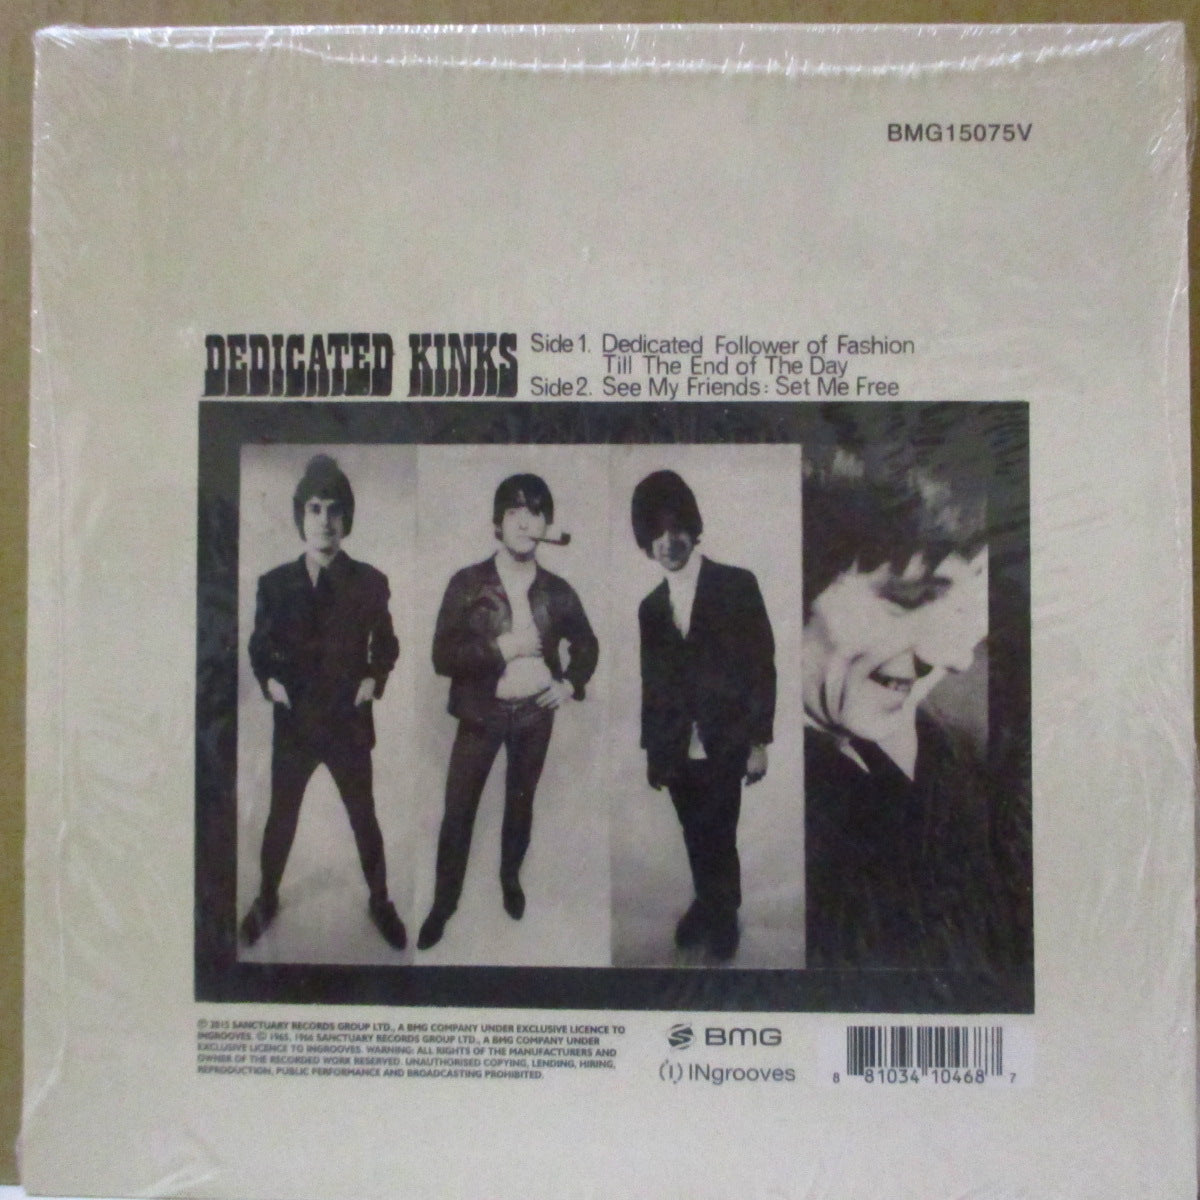 BMG15075V
DEDICATED KINKS
Side 1. Dedicated Follower of Fashion
Till The End of The Day
Side 2. See My Friends: Set Me Free
℗ 2015 SANCTUARY RECORDS GROUP LTD., A BMG COMPANY UNDER EXCLUSIVE LICENCE TO
INGROOVES. © 1965, 1966 SANCTUARY RECORDS GROUP LTD., A BMG COMPANY UNDER
EXCLUSIVE LICENCE TO INGROOVES. WARNING: ALL RIGHTS OF THE MANUFACTURERS AND
OWNER OF THE RECORDED WORK RESERVED. UNAUTHORISED COPYING, LENDING, HIRING,
REPRODUCTION, PUBLIC PERFORMANCE AND BROADCASTING PROHIBITED.
BMG
INgrooves
8 81034 10468 7